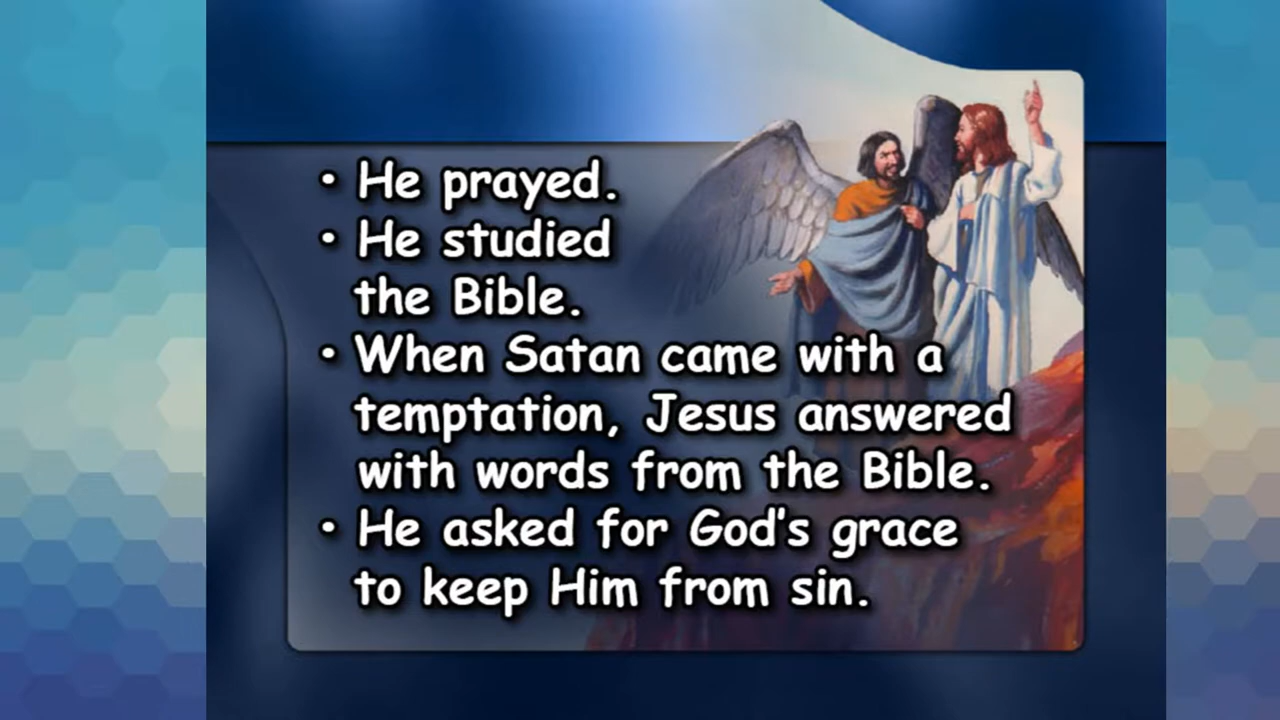 • He prayed.
• He studied
the Bible.
• When Satan came with a
temptation, Jesus answered
with words from the Bible.
• He asked for God's grace
to keep Him from sin.